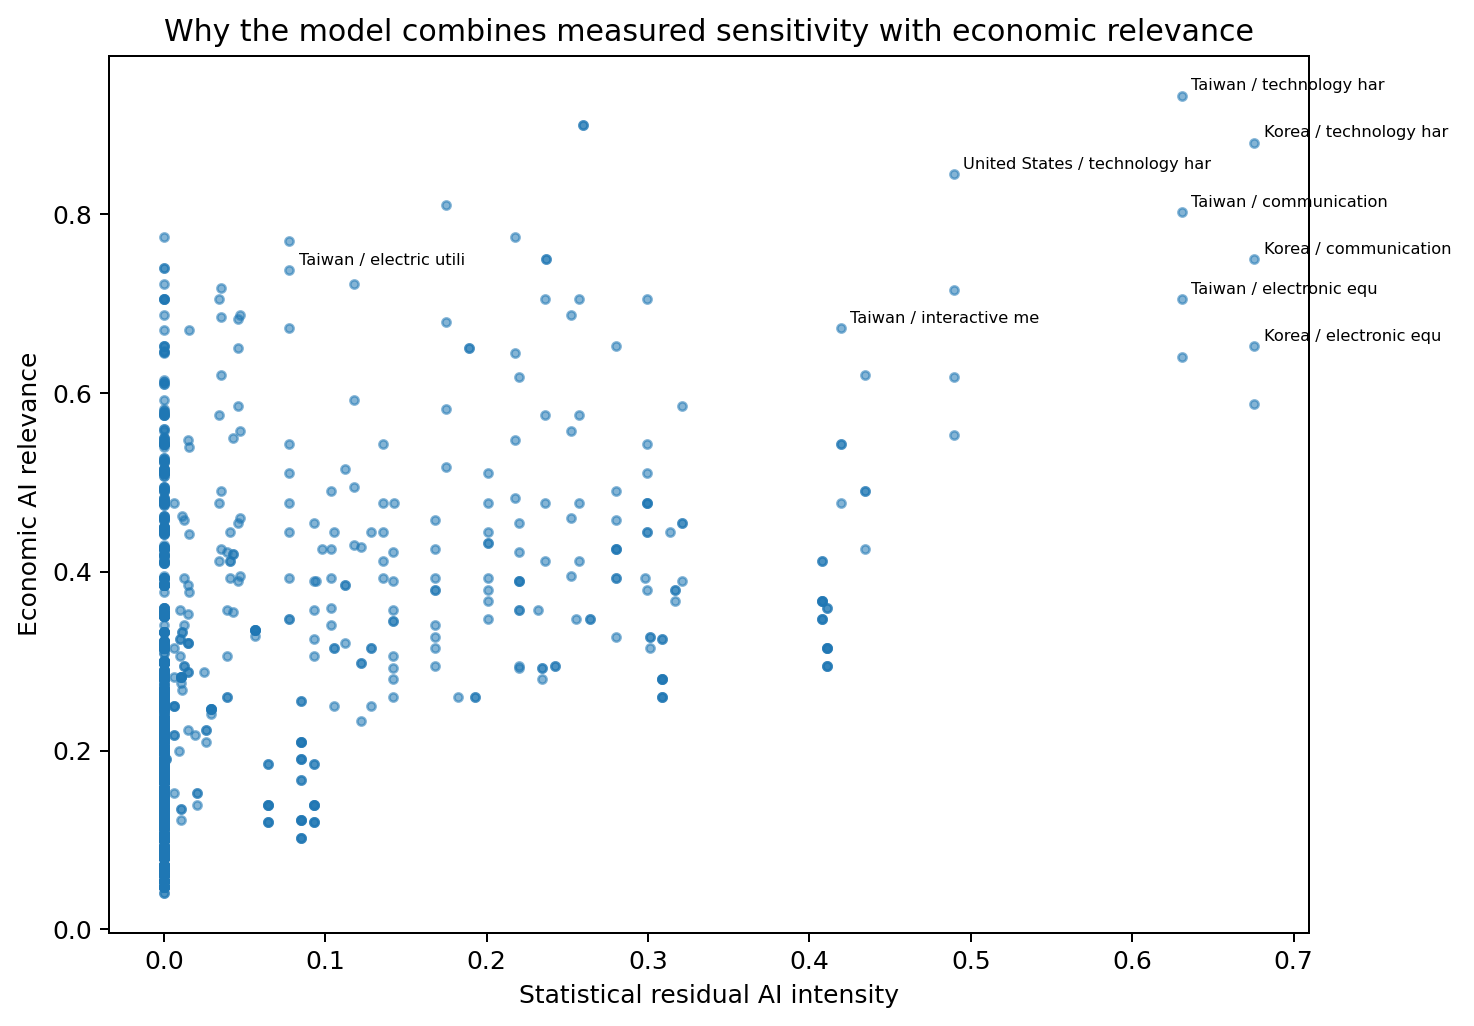 Why the model combines measured sensitivity with economic relevance
Taiwan / technology har
Korea / technology har
United States / technology har
Taiwan / communication
Korea / communication
Taiwan / electric utili
Taiwan / electronic equ
Taiwan / interactive me
Korea / electronic equ
Economic AI relevance
0.8
0.6
0.4
0.2
0.0
0.0 0.1 0.2 0.3 0.4 0.5 0.6 0.7
Statistical residual AI intensity